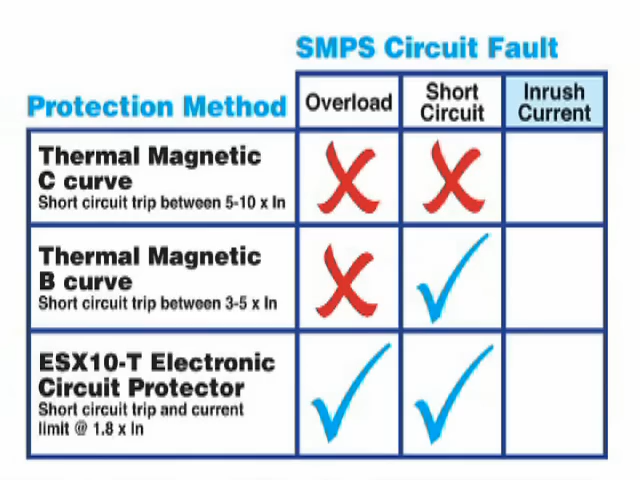 SMPS Circuit Fault
Protection Method
Overload
Short
Circuit
Inrush
Current
Thermal Magnetic
C curve
Short circuit trip between 5-10 x In
Thermal Magnetic
B curve
Short circuit trip between 3-5 x In
ESX10-T Electronic
Circuit Protector
Short circuit trip and current
limit @ 1.8 x In